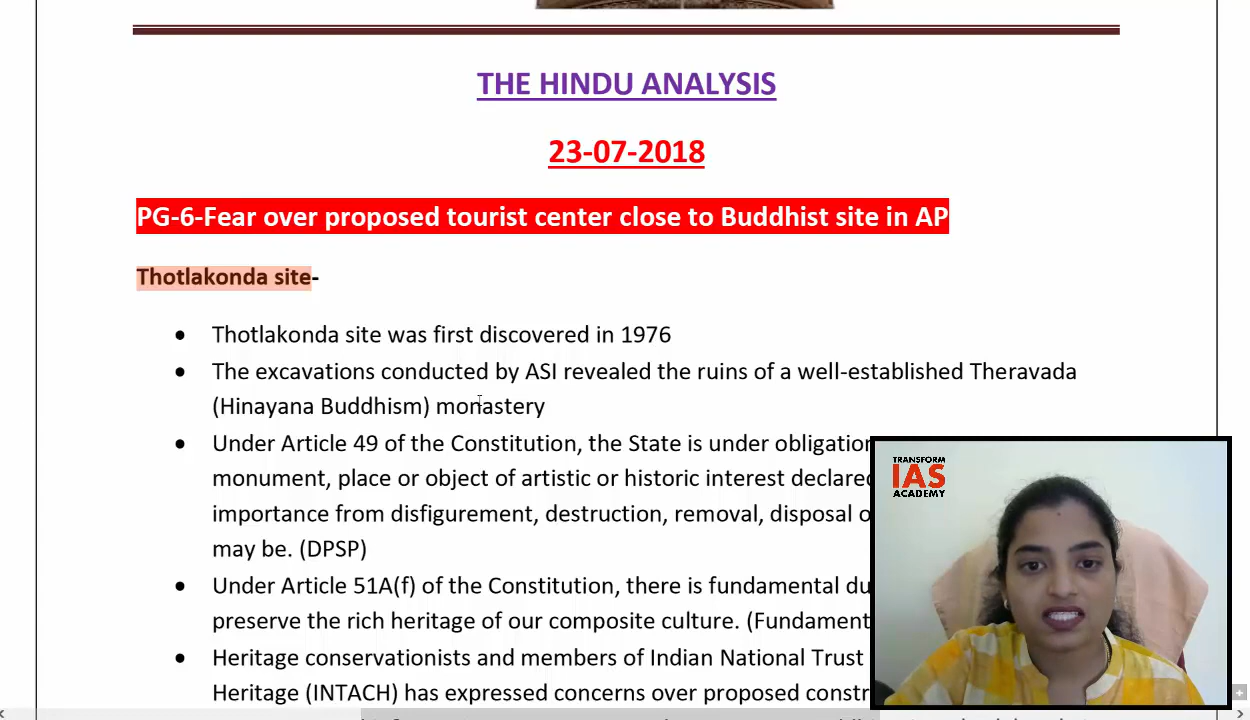 THE HINDU ANALYSIS
23-07-2018
PG-6-Fear over proposed tourist center close to Buddhist site in AP
Thotlakonda site-
• Thotlakonda site was first discovered in 1976
• The excavations conducted by ASI revealed the ruins of a well-established Theravada
(Hinayana Buddhism) monastery
• Under Article 49 of the Constitution, the State is under obligation
monument, place or object of artistic or historic interest declared
importance from disfigurement, destruction, removal, disposal
may be. (DPSP)
• Under Article 51A(f) of the Constitution, there is fundamental
preserve the rich heritage of our composite culture.
• Heritage conservationists and members of Indian National Trust
Heritage (INTACH) has expressed concerns over proposed
TRANSFORM
IAS
ACADEMY